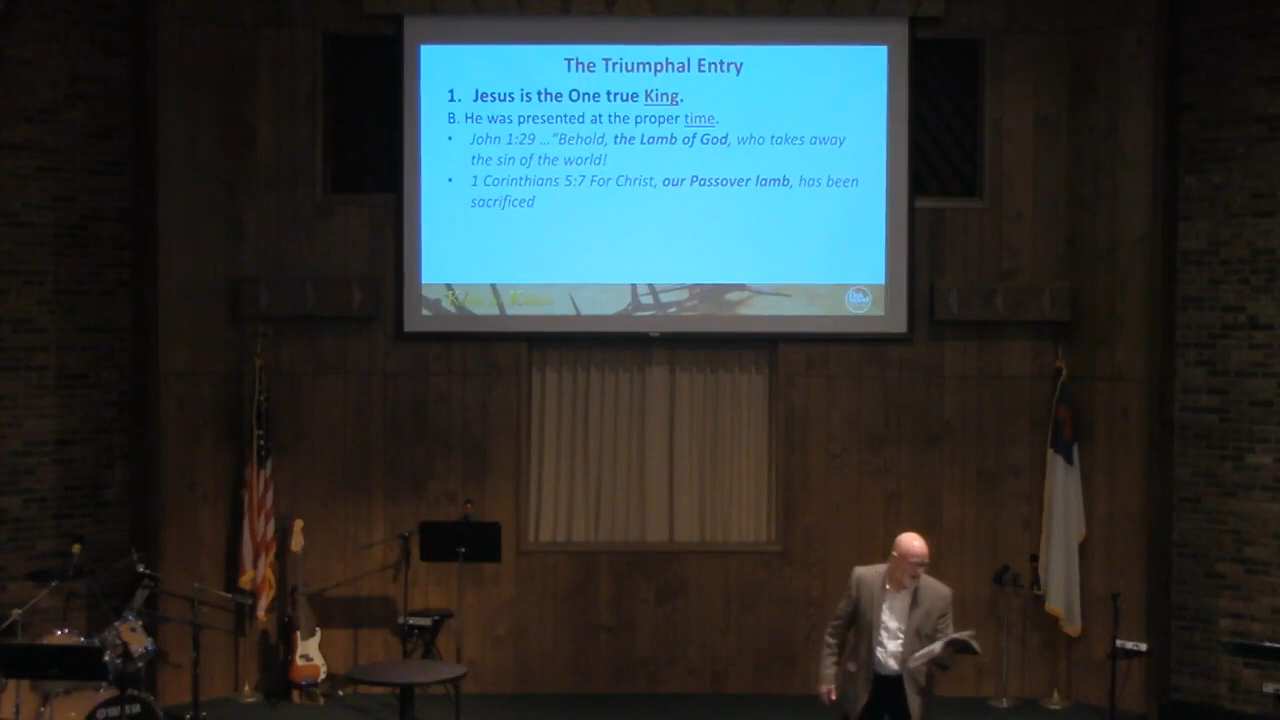 The Triumphal Entry
1. Jesus is the One true King.
B. He was presented at the proper time.
• John 1:29 ...“Behold, the Lamb of God, who takes away
the sin of the world!
• 1 Corinthians 5:7 For Christ, our Passover lamb, has been
sacrificed
YAMAHA